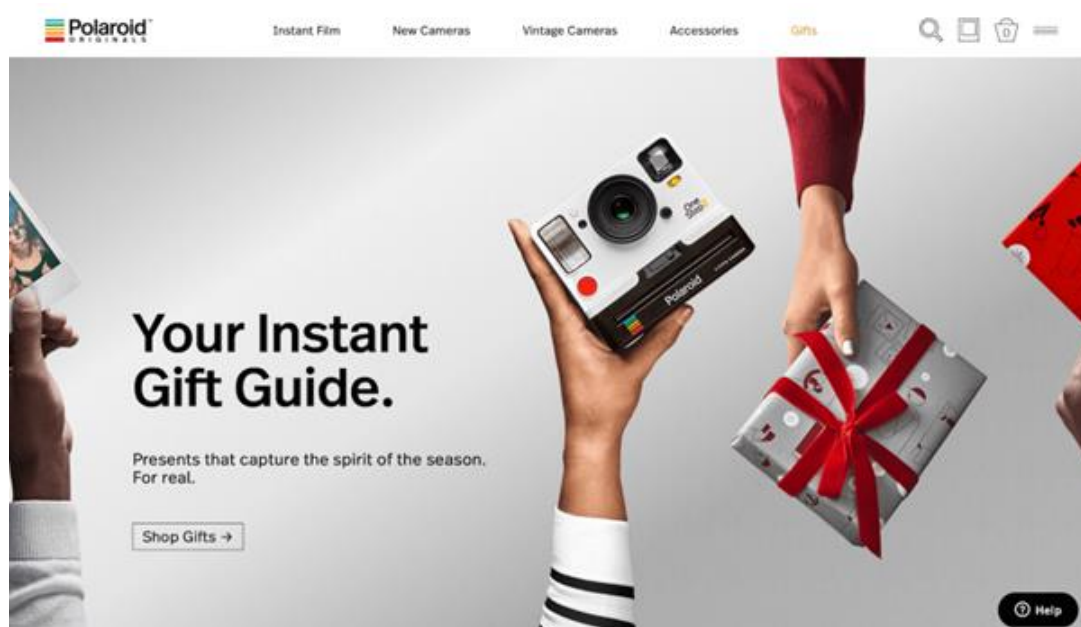 Polaroid
ORIGINALS
Instant Film
New Cameras
Vintage Cameras
Accessories
Gifts
0
One
Step
Polaroid
Your Instant
Gift Guide.
Presents that capture the spirit of the season.
For real.
Shop Gifts →
? Help